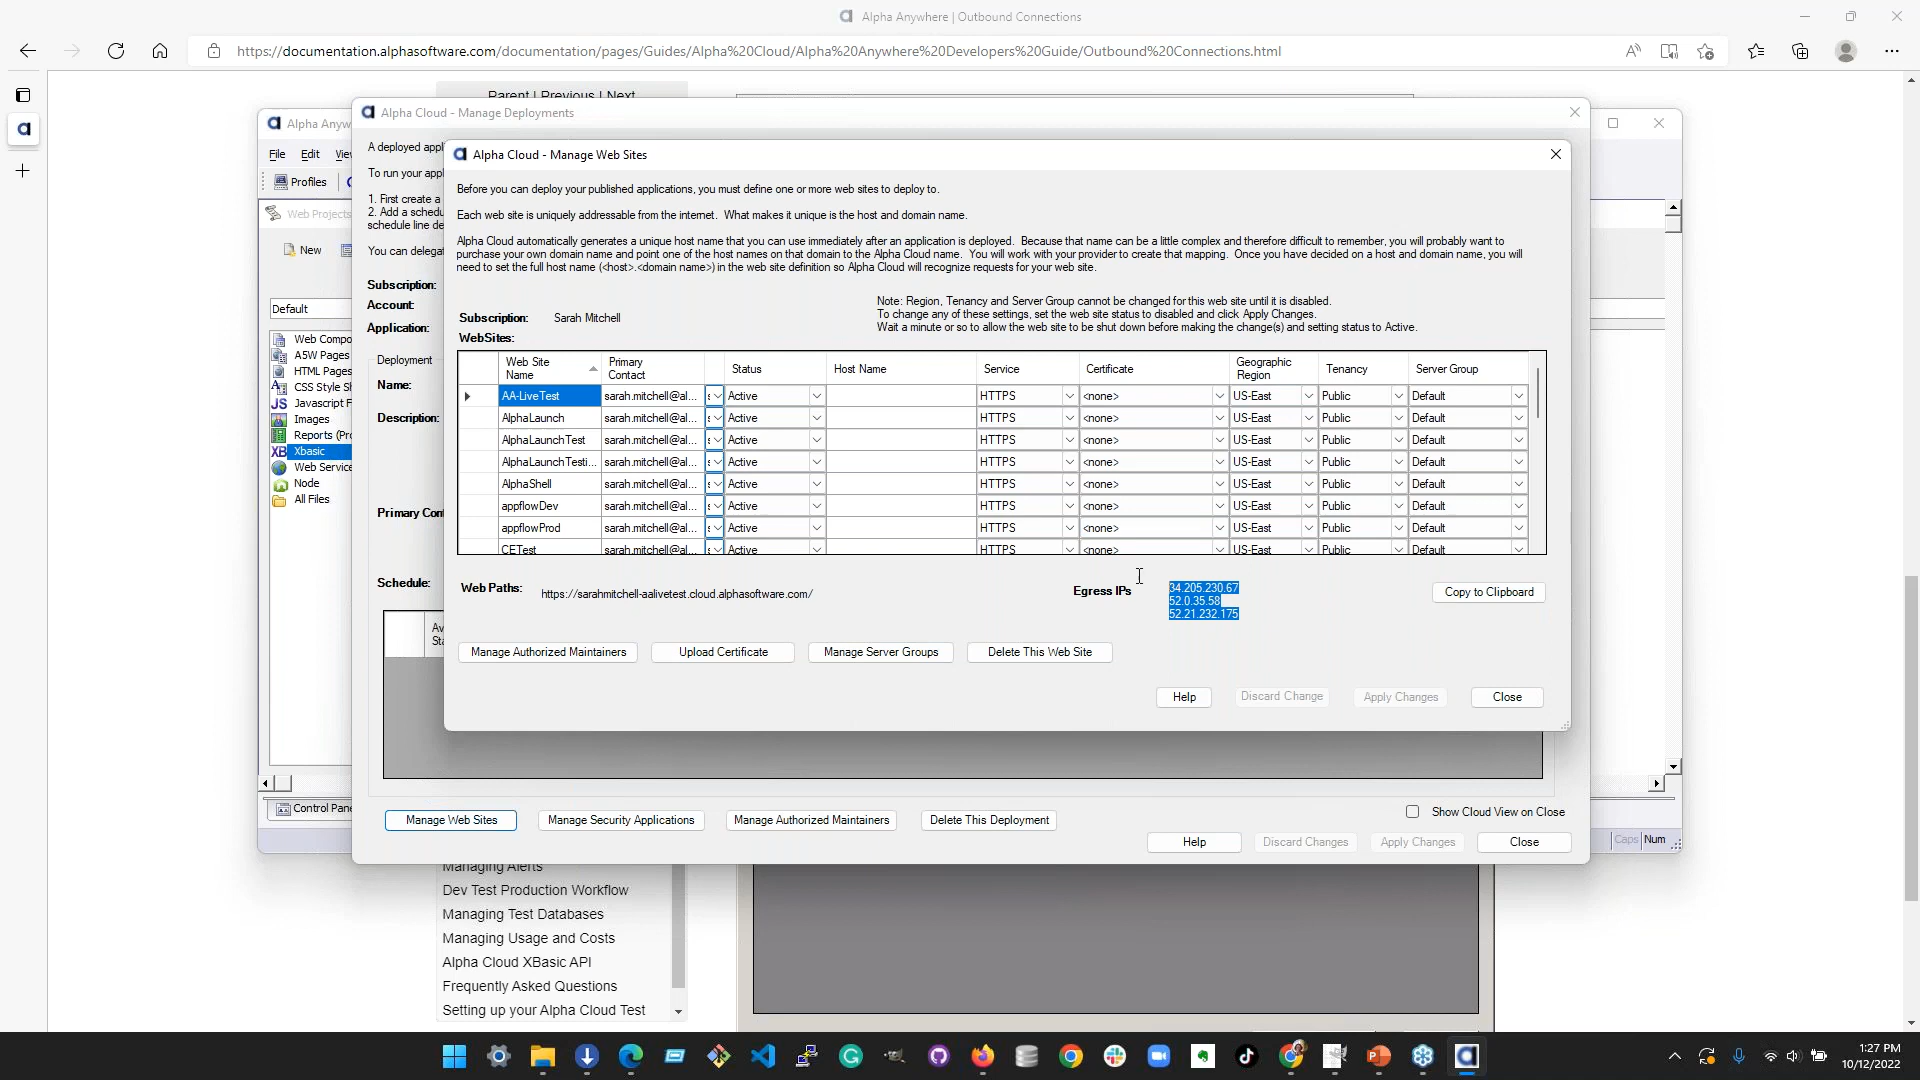 Alpha Anywhere | Outbound Connections
https://documentation.alphasoftware.com/documentation/pages/Guides/Alpha%20Cloud/Alpha%20Anywhere%20Developers%20Guide/Outbound%20Connections.html
Parent | Previous | Next
Alpha Anyw
File Edit Vie
Profiles
Web Projects
New
Default
Web Compo
A5W Pages
HTML Pages
CSS Style Sh
JS Javascript F
Images
Reports (Pro
XB Xbasic
Web Service
Node
All Files
Control Pane
Caps Num
Alpha Cloud - Manage Deployments
A deployed appl
To run your appl
1. First create a
2. Add a schedu
schedule line de
You can delegat
Subscription:
Account:
Application:
Deployment
Name:
Description:
Primary Con
Schedule:
Av
Sta
Alpha Cloud - Manage Web Sites
Before you can deploy your published applications, you must define one or more web sites to deploy to.
Each web site is uniquely addressable from the internet. What makes it unique is the host and domain name.
Alpha Cloud automatically generates a unique host name that you can use immediately after an application is deployed. Because that name can be a little complex and therefore difficult to remember, you will probably want to
purchase your own domain name and point one of the host names on that domain to the Alpha Cloud name. You will work with your provider to create that mapping. Once you have decided on a host and domain name, you will
need to set the full host name (<host>.<domain name>) in the web site definition so Alpha Cloud will recognize requests for your web site.
Note: Region, Tenancy and Server Group cannot be changed for this web site until it is disabled.
To change any of these settings, set the web site status to disabled and click Apply Changes.
Wait a minute or so to allow the web site to be shut down before making the change(s) and setting status to Active.
Subscription: Sarah Mitchell
WebSites:
Web Site Name Primary Contact Status Host Name Service Certificate Geographic Region Tenancy Server Group
AA-LiveTest sarah.mitchell@al... s Active HTTPS <none> US-East Public Default
AlphaLaunch sarah.mitchell@al... s Active HTTPS <none> US-East Public Default
AlphaLaunchTest sarah.mitchell@al... s Active HTTPS <none> US-East Public Default
AlphaLaunchTesti... sarah.mitchell@al... s Active HTTPS <none> US-East Public Default
AlphaShell sarah.mitchell@al... s Active HTTPS <none> US-East Public Default
appflowDev sarah.mitchell@al... s Active HTTPS <none> US-East Public Default
appflowProd sarah.mitchell@al... s Active HTTPS <none> US-East Public Default
CETest sarah.mitchell@al... s Active HTTPS <none> US-East Public Default
Web Paths: https://sarahmitchell-aalivetest.cloud.alphasoftware.com/
Egress IPs 34.205.230.67
52.0.35.58
52.21.232.175
Copy to Clipboard
Manage Authorized Maintainers Upload Certificate Manage Server Groups Delete This Web Site
Help Discard Change Apply Changes Close
Manage Web Sites Manage Security Applications Manage Authorized Maintainers Delete This Deployment
Show Cloud View on Close
Help Discard Changes Apply Changes Close
Managing Alerts
Dev Test Production Workflow
Managing Test Databases
Managing Usage and Costs
Alpha Cloud XBasic API
Frequently Asked Questions
Setting up your Alpha Cloud Test
1:27 PM
10/12/2022